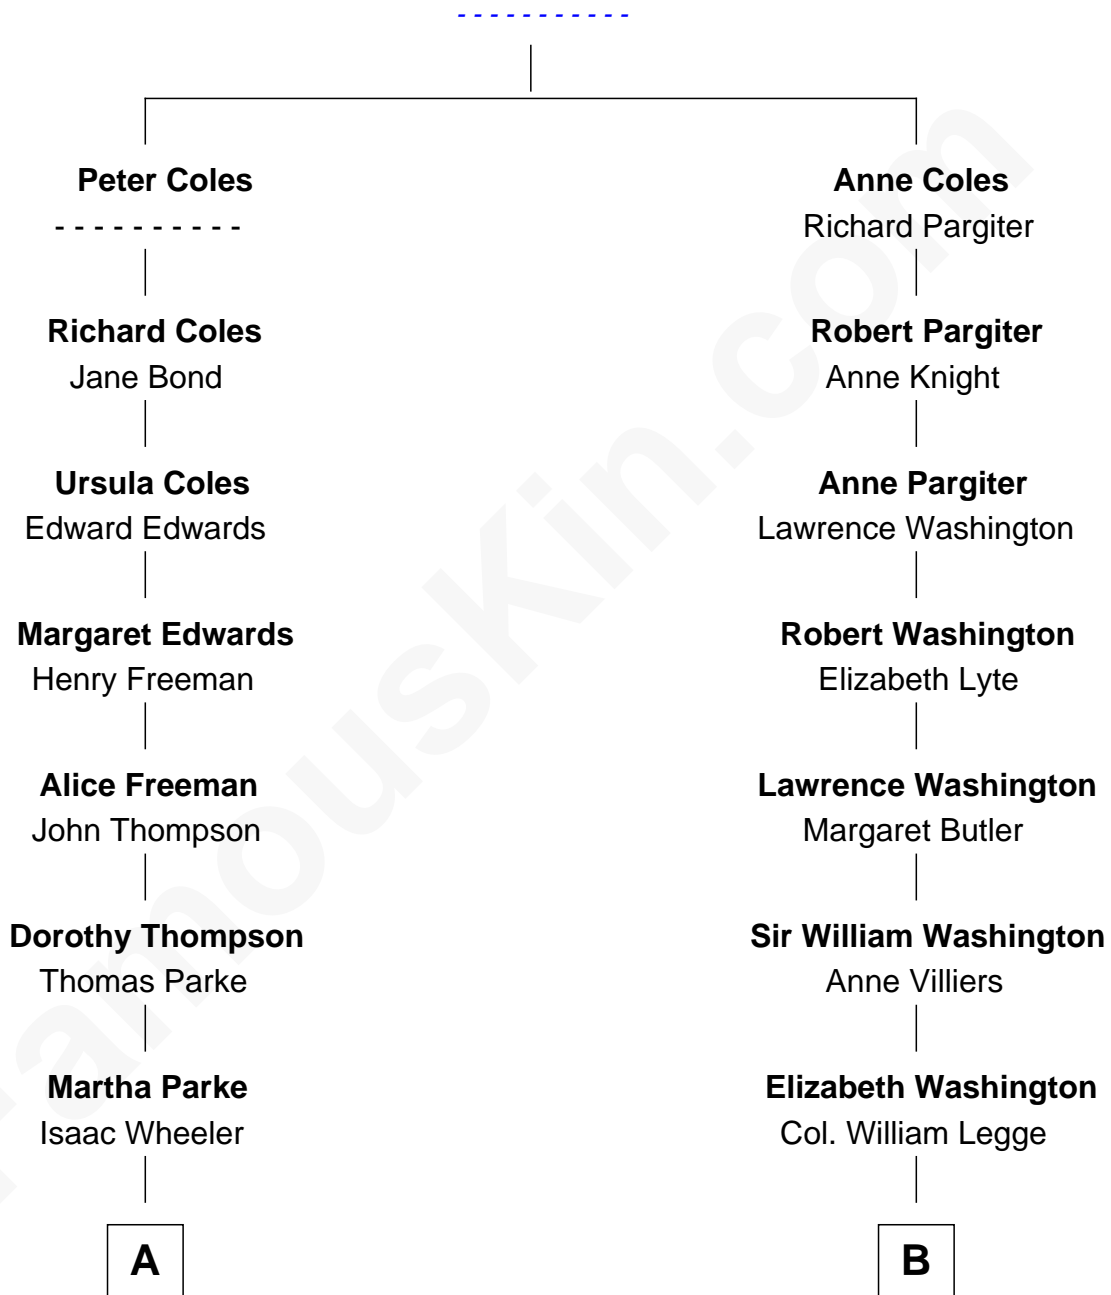 - - - - - - - - - - -
Peter Coles
- - - - - - - - - -
Richard Coles
Jane Bond
Ursula Coles
Edward Edwards
Margaret Edwards
Henry Freeman
Alice Freeman
John Thompson
Dorothy Thompson
Thomas Parke
Martha Parke
Isaac Wheeler
A
Anne Coles
Richard Pargiter
Robert Pargiter
Anne Knight
Anne Pargiter
Lawrence Washington
Robert Washington
Elizabeth Lyte
Lawrence Washington
Margaret Butler
Sir William Washington
Anne Villiers
Elizabeth Washington
Col. William Legge
B
FamousKin.com